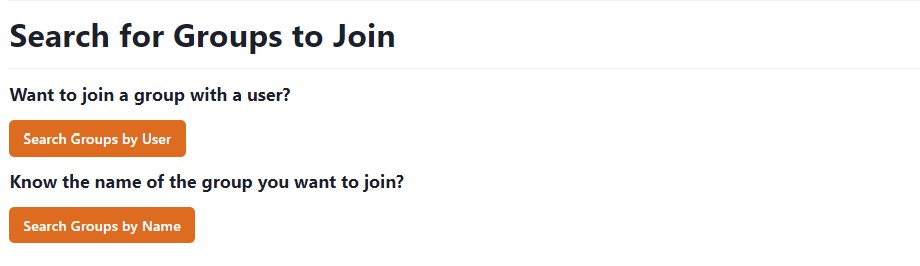 Search for Groups to Join
Want to join a group with a user?
Search Groups by User
Know the name of the group you want to join?
Search Groups by Name